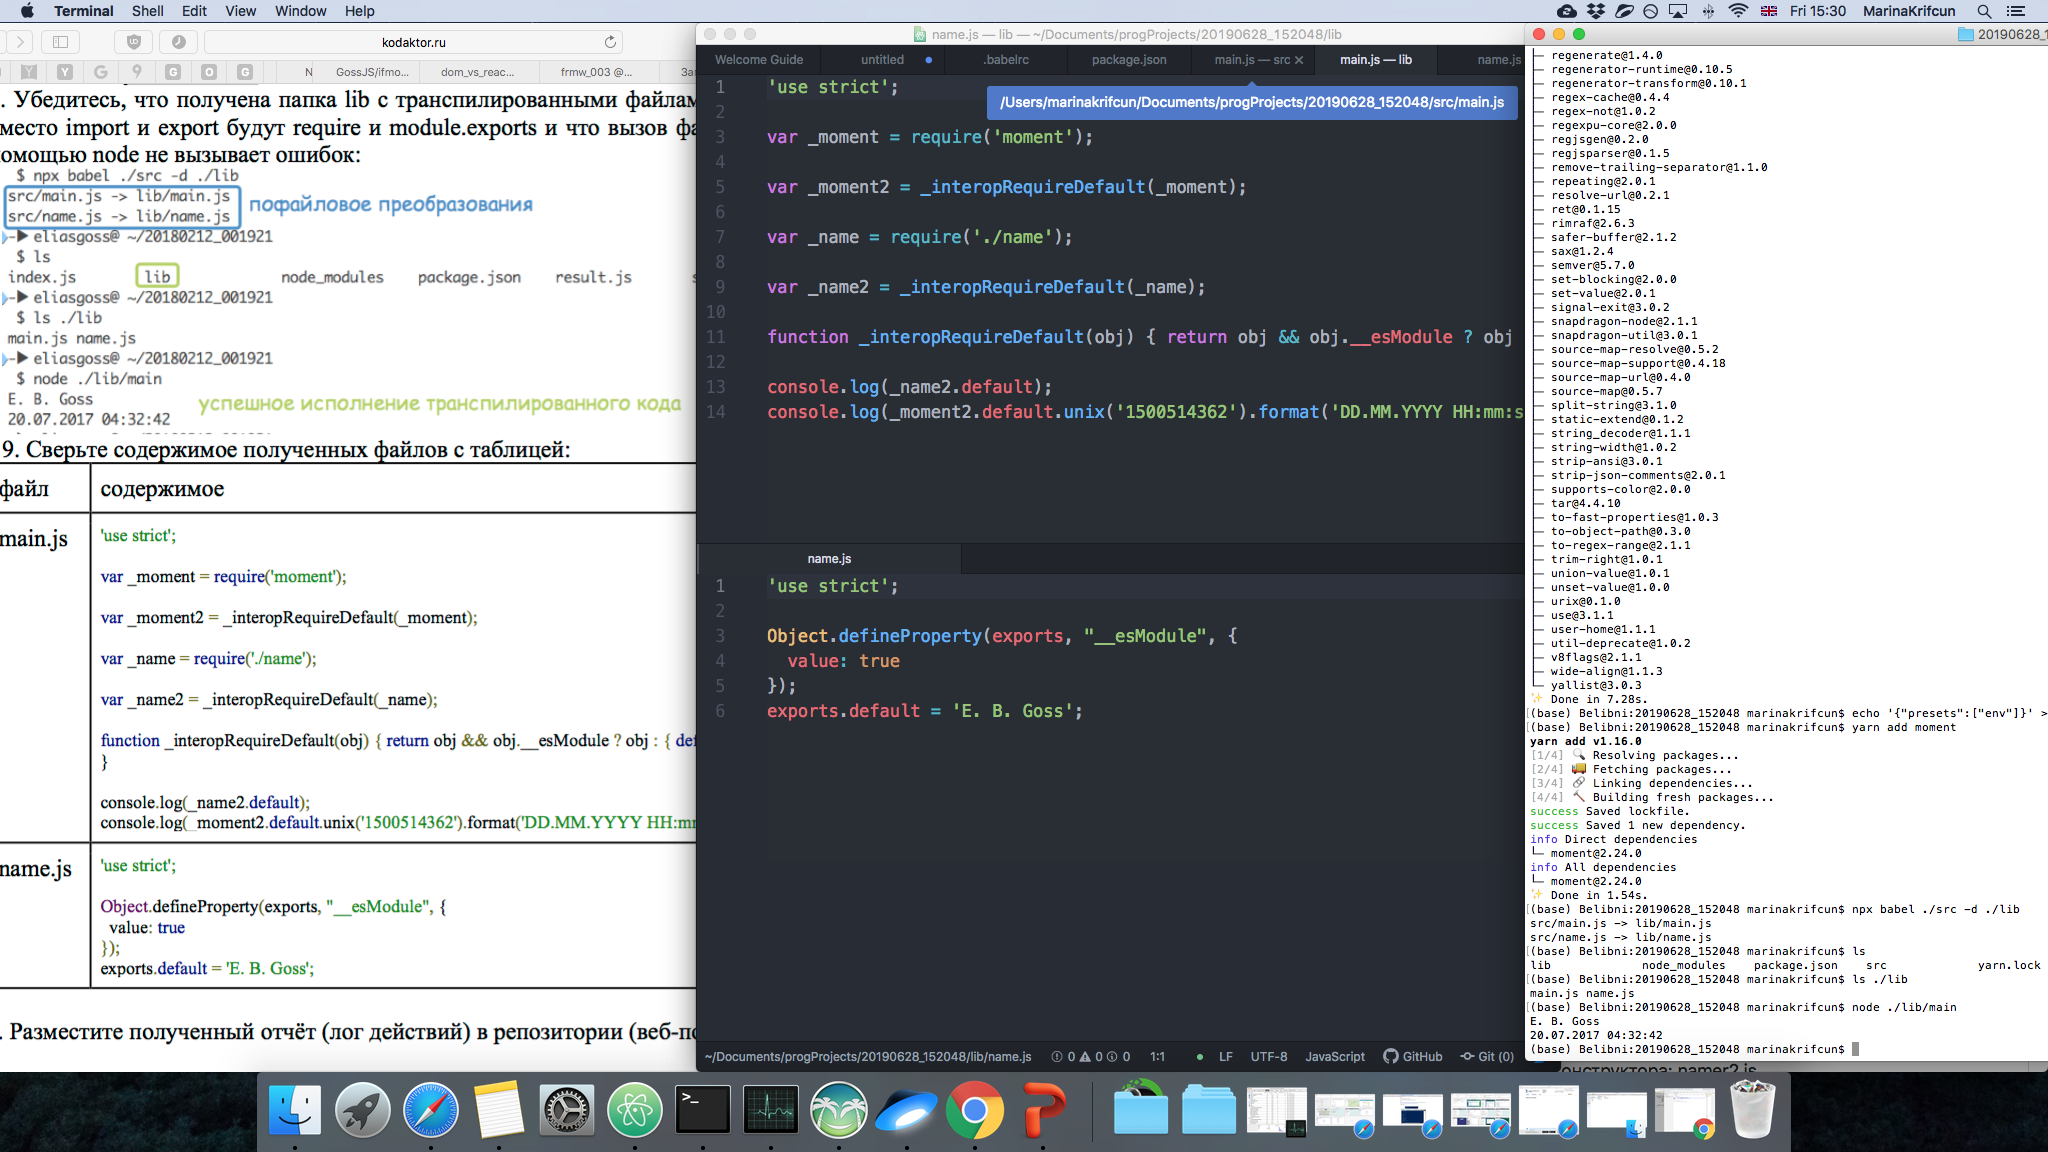 Terminal Shell Edit View Window Help
Fri 15:30 MarinaKrifcun
kodaktor.ru
N GossJS/ifmo... dom_vs_reac... frmw_003 @...
. Убедитесь, что получена папка lib с транспилированными файлам
место import и export будут require и module.exports и что вызов
помощью node не вызывает ошибок:
$ npx babel ./src -d ./lib
src/main.js -> lib/main.js
src/name.js -> lib/name.js
пофайловое преобразования
eliasgoss@ ~/20180212_001921
$ ls
index.js lib node_modules package.json result.js
eliasgoss@ ~/20180212_001921
$ ls ./lib
main.js name.js
eliasgoss@ ~/20180212_001921
$ node ./lib/main
E. B. Goss
20.07.2017 04:32:42
успешное исполнение транспилированного кода
9. Сверьте содержимое полученных файлов с таблицей:
файл содержимое
main.js
'use strict';
var _moment = require('moment');
var _moment2 = _interopRequireDefault(_moment);
var _name = require('./name');
var _name2 = _interopRequireDefault(_name);
function _interopRequireDefault(obj) { return obj && obj.__esModule ? obj : { def
}
console.log(_name2.default);
console.log(_moment2.default.unix('1500514362').format('DD.MM.YYYY HH:mm
name.js
'use strict';
Object.defineProperty(exports, "__esModule", {
value: true
});
exports.default = 'E. B. Goss';
. Разместите полученный отчёт (лог действий) в репозитории (веб-по
name.js — lib — ~/Documents/progProjects/20190628_152048/lib
Welcome Guide untitled .babelrc package.json main.js — src main.js — lib name.js
/Users/marinakrifcun/Documents/progProjects/20190628_152048/src/main.js
1 'use strict';
2
3 var _moment = require('moment');
4
5 var _moment2 = _interopRequireDefault(_moment);
6
7 var _name = require('./name');
8
9 var _name2 = _interopRequireDefault(_name);
10
11 function _interopRequireDefault(obj) { return obj && obj.__esModule ? obj
12
13 console.log(_name2.default);
14 console.log(_moment2.default.unix('1500514362').format('DD.MM.YYYY HH:mm:s
name.js
1 'use strict';
2
3 Object.defineProperty(exports, "__esModule", {
4 value: true
5 });
6 exports.default = 'E. B. Goss';
~/Documents/progProjects/20190628_152048/lib/name.js 0 0 0 1:1 LF UTF-8 JavaScript GitHub Git (0)
20190628_1
regenerate@1.4.0
regenerator-runtime@0.10.5
regenerator-transform@0.10.1
regex-cache@0.4.4
regex-not@1.0.2
regexpu-core@2.0.0
regjsgen@0.2.0
regjsparser@0.1.5
remove-trailing-separator@1.1.0
repeating@2.0.1
resolve-url@0.2.1
ret@0.1.15
rimraf@2.6.3
safer-buffer@2.1.2
sax@1.2.4
semver@5.7.0
set-blocking@2.0.0
set-value@2.0.1
signal-exit@3.0.2
snapdragon-node@2.1.1
snapdragon-util@3.0.1
source-map-resolve@0.5.2
source-map-support@0.4.18
source-map-url@0.4.0
source-map@0.5.7
split-string@3.1.0
static-extend@0.1.2
string_decoder@1.1.1
string-width@1.0.2
strip-ansi@3.0.1
strip-json-comments@2.0.1
supports-color@2.0.0
tar@4.4.10
to-fast-properties@1.0.3
to-object-path@0.3.0
to-regex-range@2.1.1
trim-right@1.0.1
union-value@1.0.1
unset-value@1.0.0
urix@0.1.0
use@3.1.1
user-home@1.1.1
util-deprecate@1.0.2
v8flags@2.1.1
wide-align@1.1.3
yallist@3.0.3
✨ Done in 7.28s.
(base) Belibni:20190628_152048 marinakrifcun$ echo '{"presets":["env"]}' >
(base) Belibni:20190628_152048 marinakrifcun$ yarn add moment
yarn add v1.16.0
[1/4] 🔍 Resolving packages...
[2/4] 🚚 Fetching packages...
[3/4] 🔗 Linking dependencies...
[4/4] 🔨 Building fresh packages...
success Saved lockfile.
success Saved 1 new dependency.
info Direct dependencies
└─ moment@2.24.0
info All dependencies
└─ moment@2.24.0
✨ Done in 1.54s.
(base) Belibni:20190628_152048 marinakrifcun$ npx babel ./src -d ./lib
src/main.js -> lib/main.js
src/name.js -> lib/name.js
(base) Belibni:20190628_152048 marinakrifcun$ ls
lib node_modules package.json src yarn.lock
(base) Belibni:20190628_152048 marinakrifcun$ ls ./lib
main.js name.js
(base) Belibni:20190628_152048 marinakrifcun$ node ./lib/main
E. B. Goss
20.07.2017 04:32:42
(base) Belibni:20190628_152048 marinakrifcun$
онструктора: namer2.js